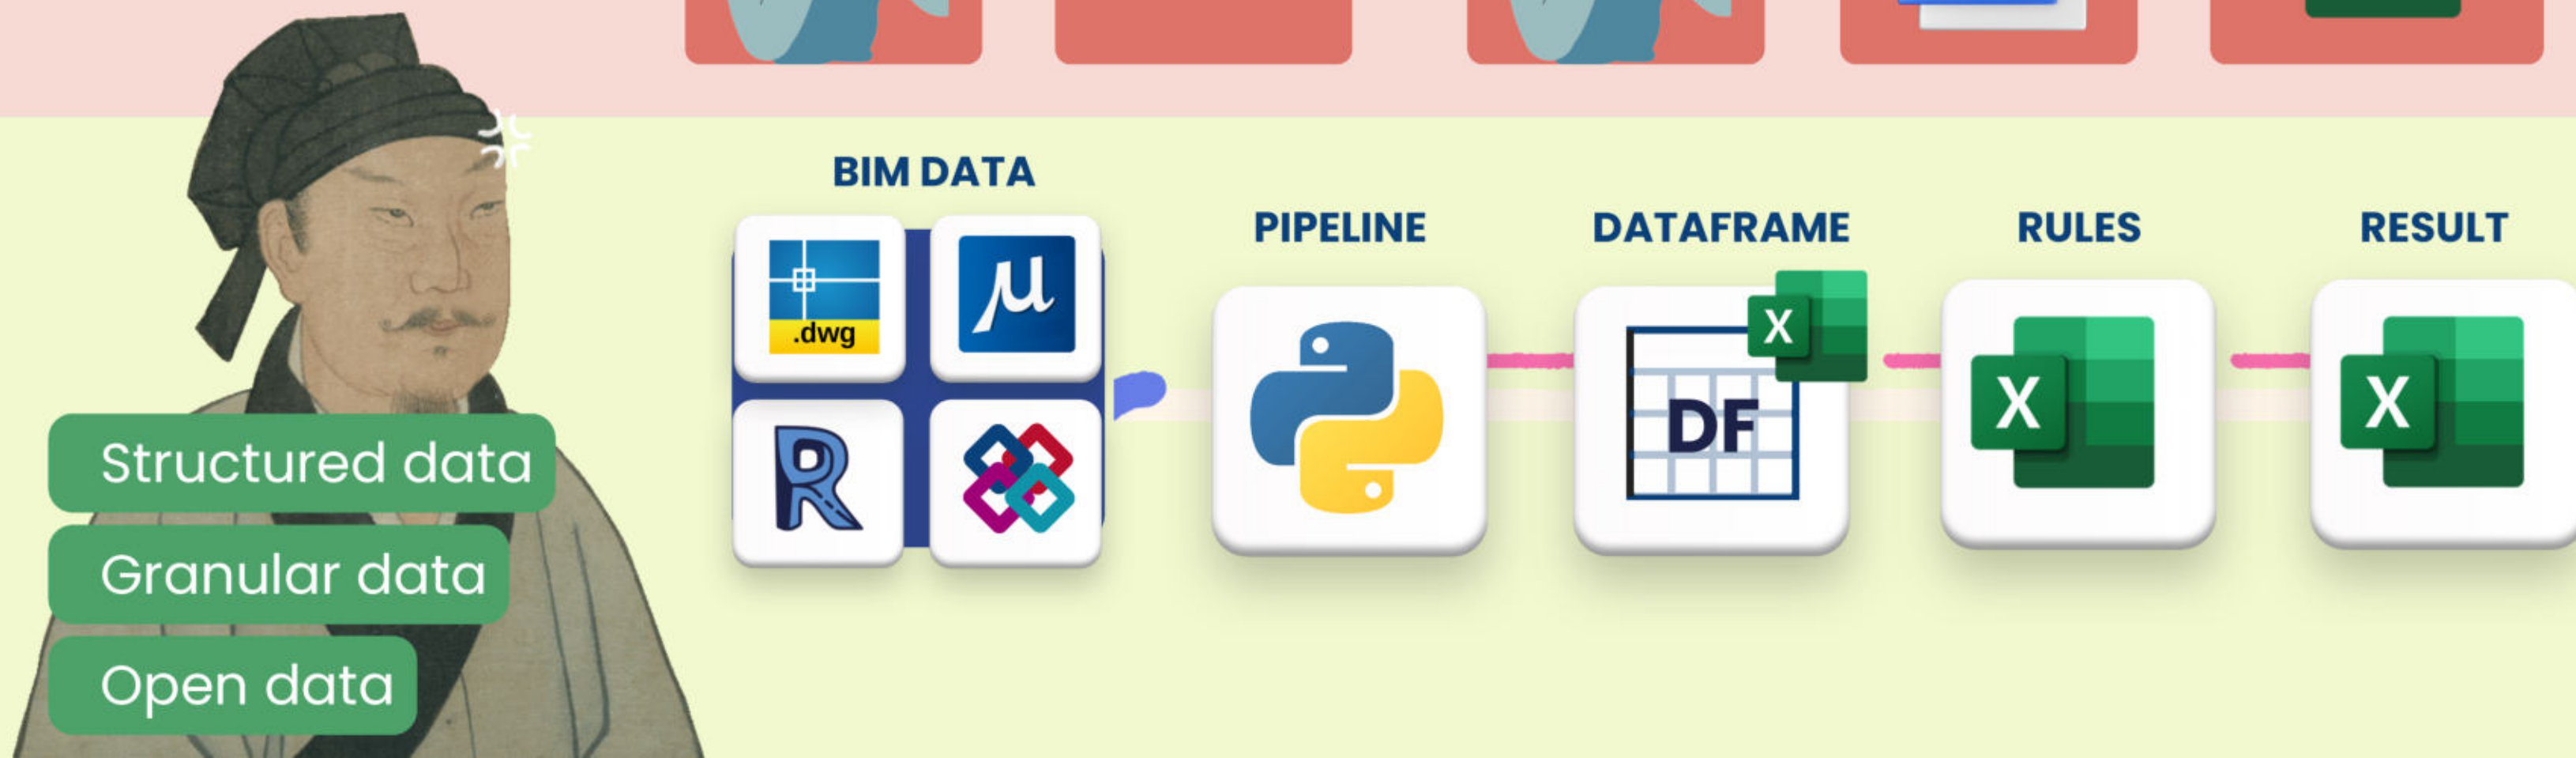 BIM DATA
PIPELINE
DATAFRAME
RULES
RESULT
.dwg
µ
X
DF
X
X
R
Structured data
Granular data
Open data